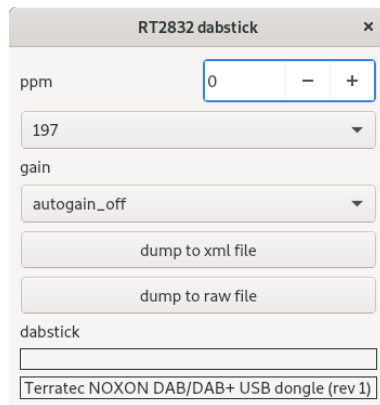 RT2832 dabstick ×
ppm 0 − +
197
gain
autogain_off
dump to xml file
dump to raw file
dabstick
Terratec NOXON DAB/DAB+ USB dongle (rev 1)